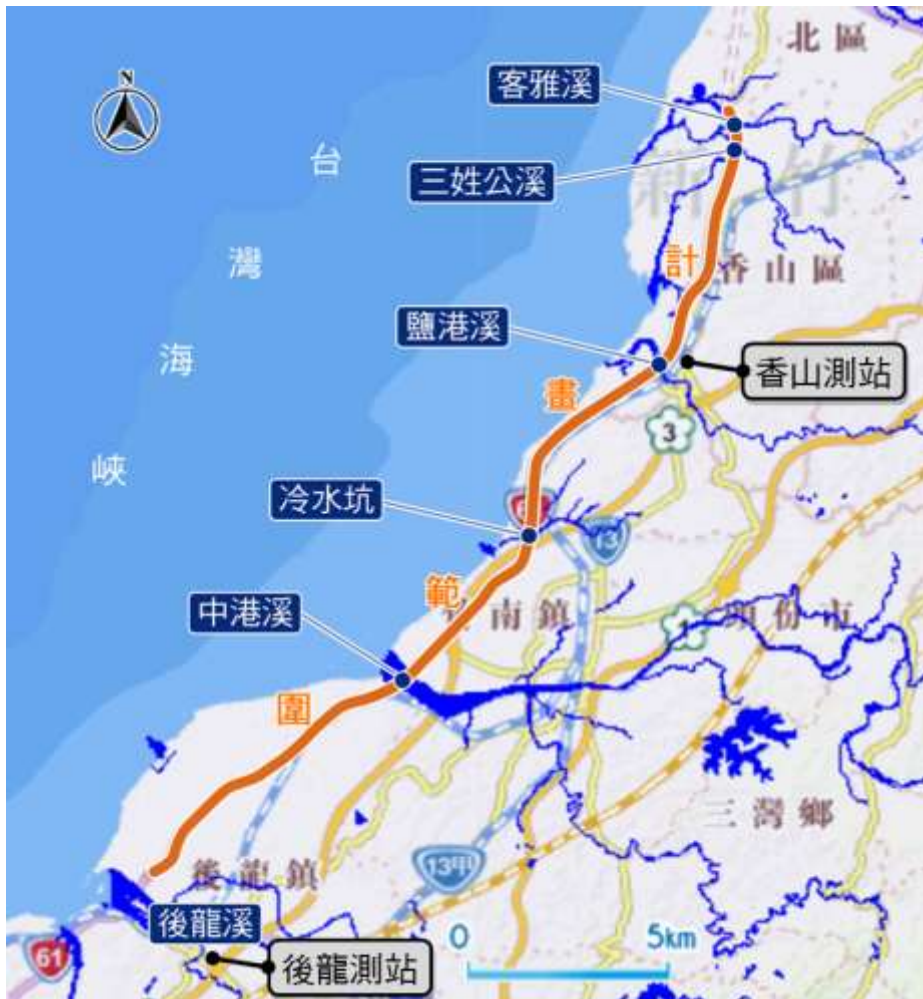 N
北區
客雅溪
三姓公溪
新竹
台灣海峽
計畫範圍
香山區
鹽港溪
香山測站
3
冷水坑
13
中港溪
竹南鎮
1
頭份市
三灣鄉
13甲
後龍鎮
後龍溪
61
後龍測站
0
5km